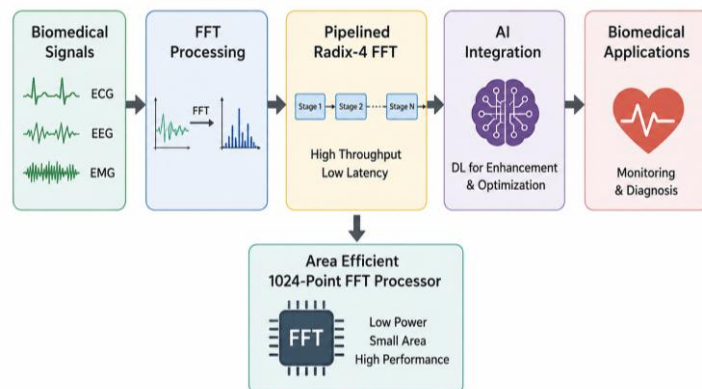 Biomedical
Signals
ECG
EEG
EMG
FFT
Processing
FFT
Pipelined
Radix-4 FFT
Stage 1
Stage 2
Stage N
High Throughput
Low Latency
AI
Integration
DL for Enhancement
& Optimization
Biomedical
Applications
Monitoring
& Diagnosis
Area Efficient
1024-Point FFT Processor
FFT
Low Power
Small Area
High Performance